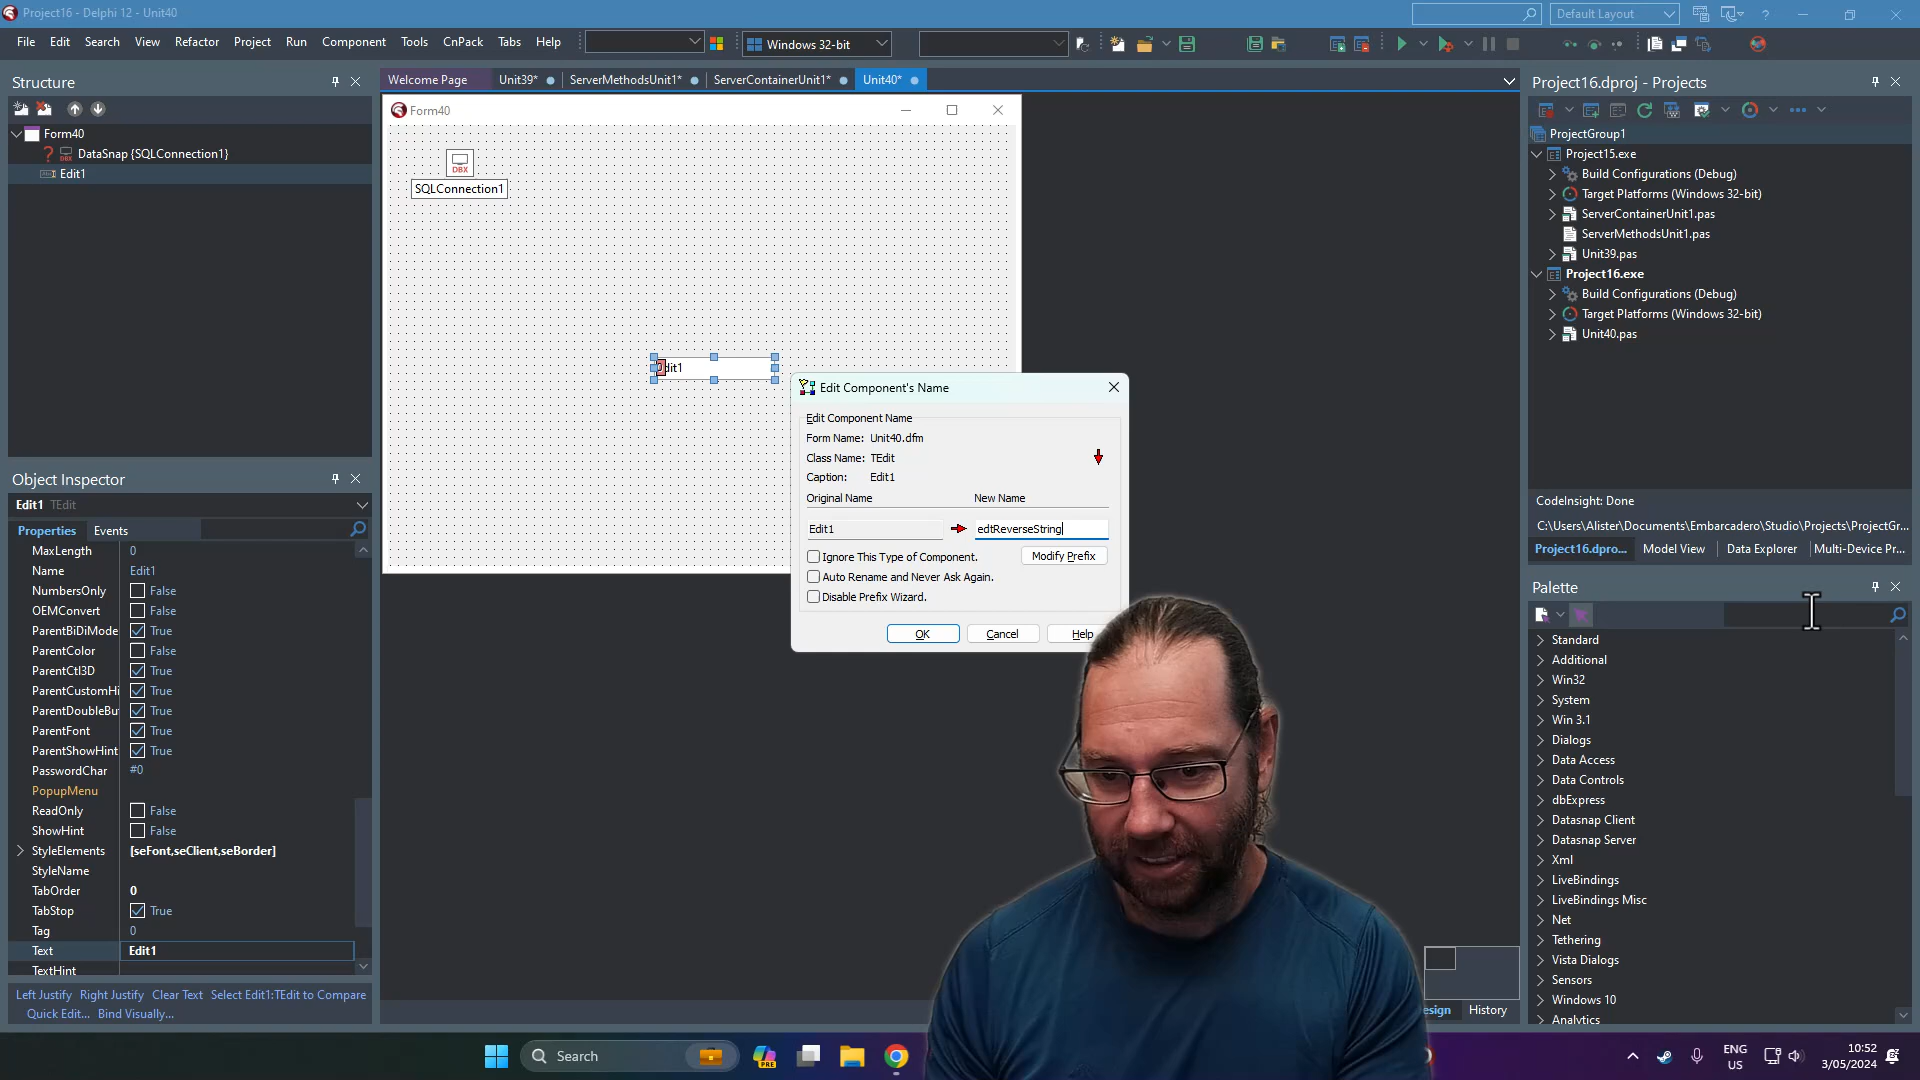 Project16 - Delphi 12 - Unit40
Default Layout
File Edit Search View Refactor Project Run Component Tools CnPack Tabs Help
Windows 32-bit
Structure
Form40
DataSnap {SQLConnection1}
Edit1
Welcome Page Unit39* ServerMethodsUnit1* ServerContainerUnit1* Unit40*
Form40
DBX
SQLConnection1
Edit Component's Name
Edit Component Name
Form Name: Unit40.dfm
Class Name: TEdit
Caption: Edit1
Original Name New Name
Edit1 edtReverseString
Ignore This Type of Component. Modify Prefix
Auto Rename and Never Ask Again.
Disable Prefix Wizard.
OK Cancel Help
Object Inspector
Edit1 TEdit
Properties Events
MaxLength 0
Name Edit1
NumbersOnly False
OEMConvert False
ParentBiDiMode True
ParentColor False
ParentCtl3D True
ParentCustomHi True
ParentDoubleBu True
ParentFont True
ParentShowHint True
PasswordChar #0
PopupMenu
ReadOnly False
ShowHint False
StyleElements [seFont,seClient,seBorder]
StyleName
TabOrder 0
TabStop True
Tag 0
Text Edit1
TextHint
Left Justify Right Justify Clear Text Select Edit1:TEdit to Compare
Quick Edit... Bind Visually...
Project16.dproj - Projects
ProjectGroup1
Project15.exe
Build Configurations (Debug)
Target Platforms (Windows 32-bit)
ServerContainerUnit1.pas
ServerMethodsUnit1.pas
Unit39.pas
Project16.exe
Build Configurations (Debug)
Target Platforms (Windows 32-bit)
Unit40.pas
CodeInsight: Done
C:\Users\Alister\Documents\Embarcadero\Studio\Projects\ProjectGr...
Project16.dpro... Model View Data Explorer Multi-Device Pr...
Palette
Standard
Additional
Win32
System
Win 3.1
Dialogs
Data Access
Data Controls
dbExpress
Datasnap Client
Datasnap Server
Xml
LiveBindings
LiveBindings Misc
Net
Tethering
Vista Dialogs
Sensors
Windows 10
Analytics
esign History
Search
PRE
ENG
US
10:52
3/05/2024